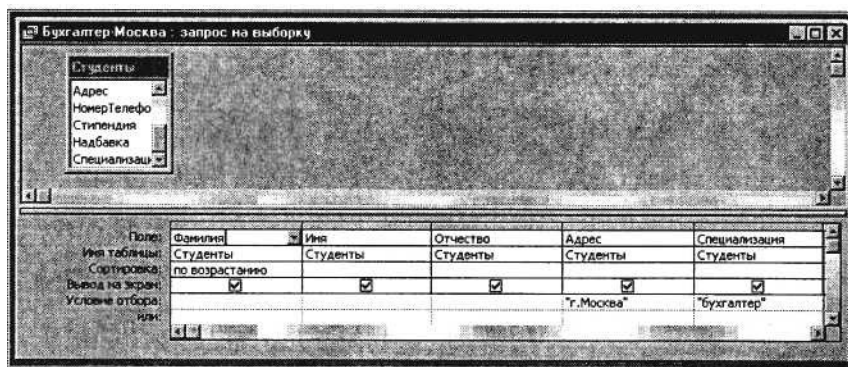 Бухгалтер-Москва : запрос на выборку
Студенты
Адрес
НомерТелефо
Стипендия
Надбавка
Специализаци
Поле: Фамилия Имя Отчество Адрес Специализация
Имя таблицы: Студенты Студенты Студенты Студенты Студенты
Сортировка: по возрастанию
Вывод на экран:
Условие отбора: "г.Москва" "бухгалтер"
или: